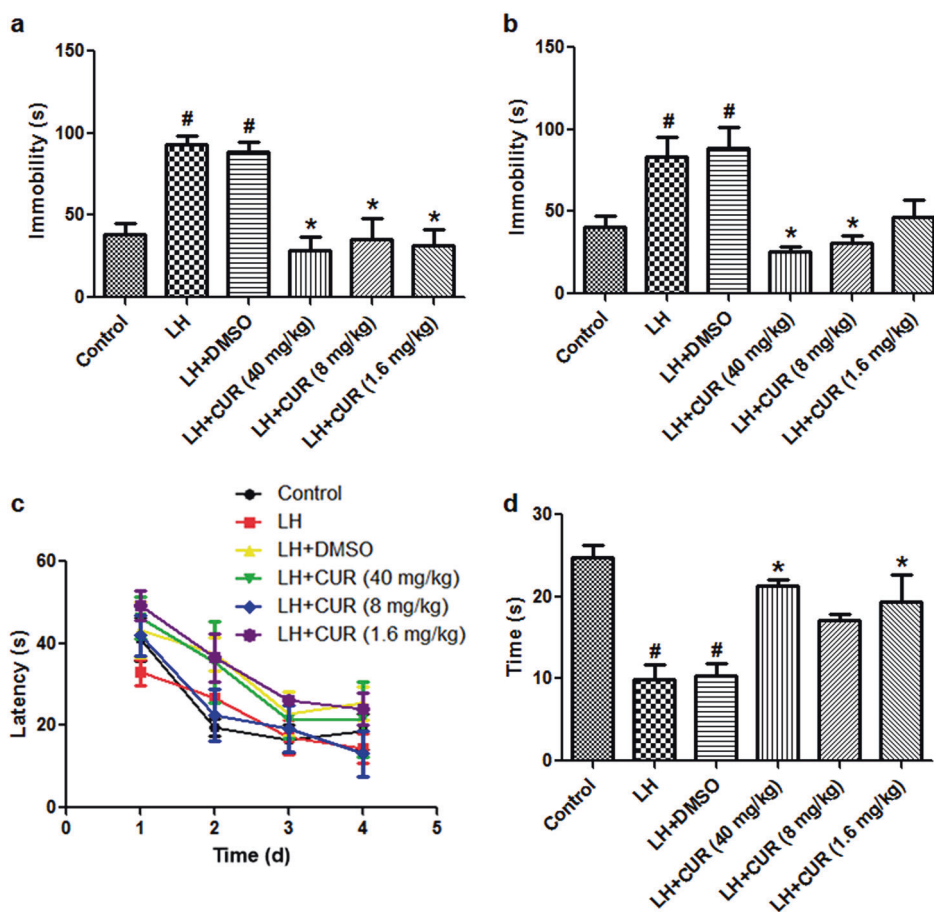 a
150
100
50
0
Immobility (s)
#
#
*
*
*
Control
LH
LH+DMSO
LH+CUR (40 mg/kg)
LH+CUR (8 mg/kg)
LH+CUR (1.6 mg/kg)
b
150
100
50
0
Immobility (s)
#
#
*
*
Control
LH
LH+DMSO
LH+CUR (40 mg/kg)
LH+CUR (8 mg/kg)
LH+CUR (1.6 mg/kg)
c
Control
LH
LH+DMSO
LH+CUR (40 mg/kg)
LH+CUR (8 mg/kg)
LH+CUR (1.6 mg/kg)
60
40
20
0
Latency (s)
0 1 2 3 4 5
Time (d)
d
30
20
10
0
Time (s)
#
#
*
*
Control
LH
LH+DMSO
LH+CUR (40 mg/kg)
LH+CUR (8 mg/kg)
LH+CUR (1.6 mg/kg)